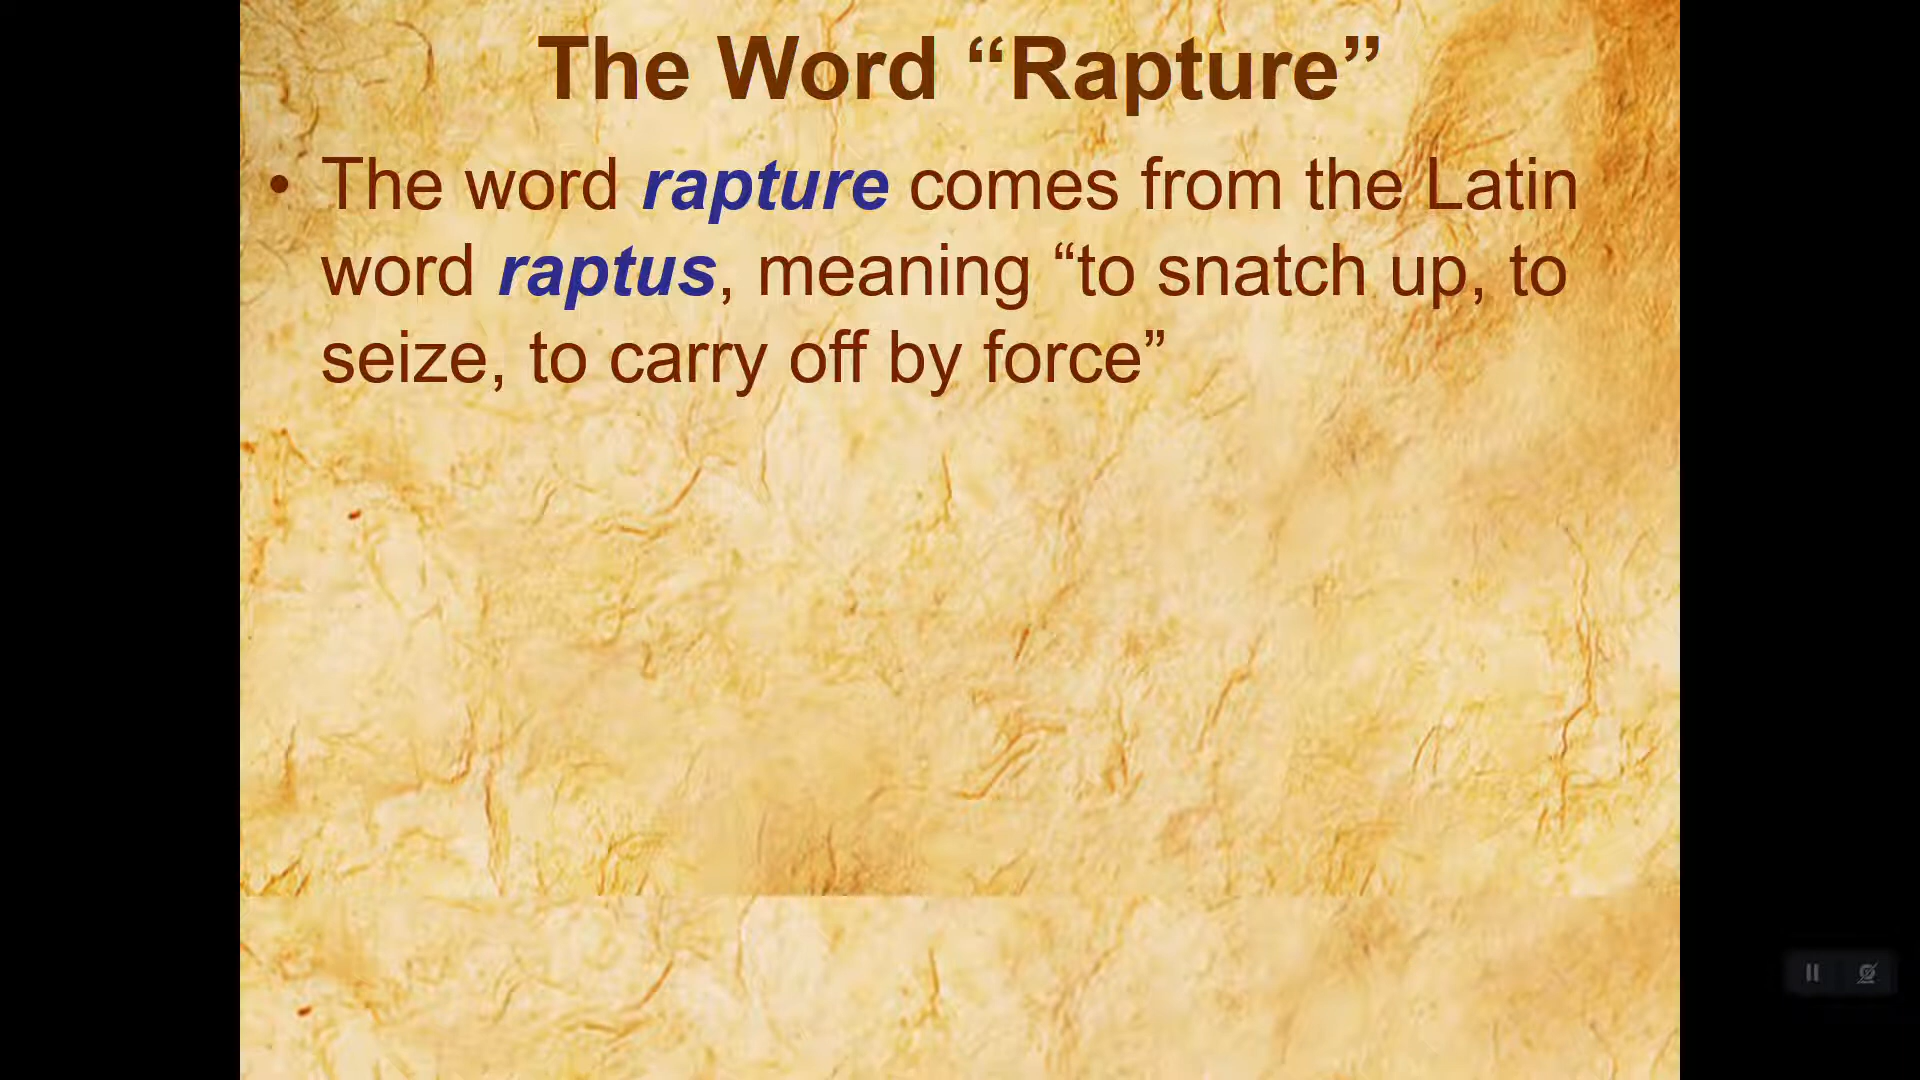 The Word “Rapture”
• The word rapture comes from the Latin
word raptus, meaning “to snatch up, to
seize, to carry off by force”